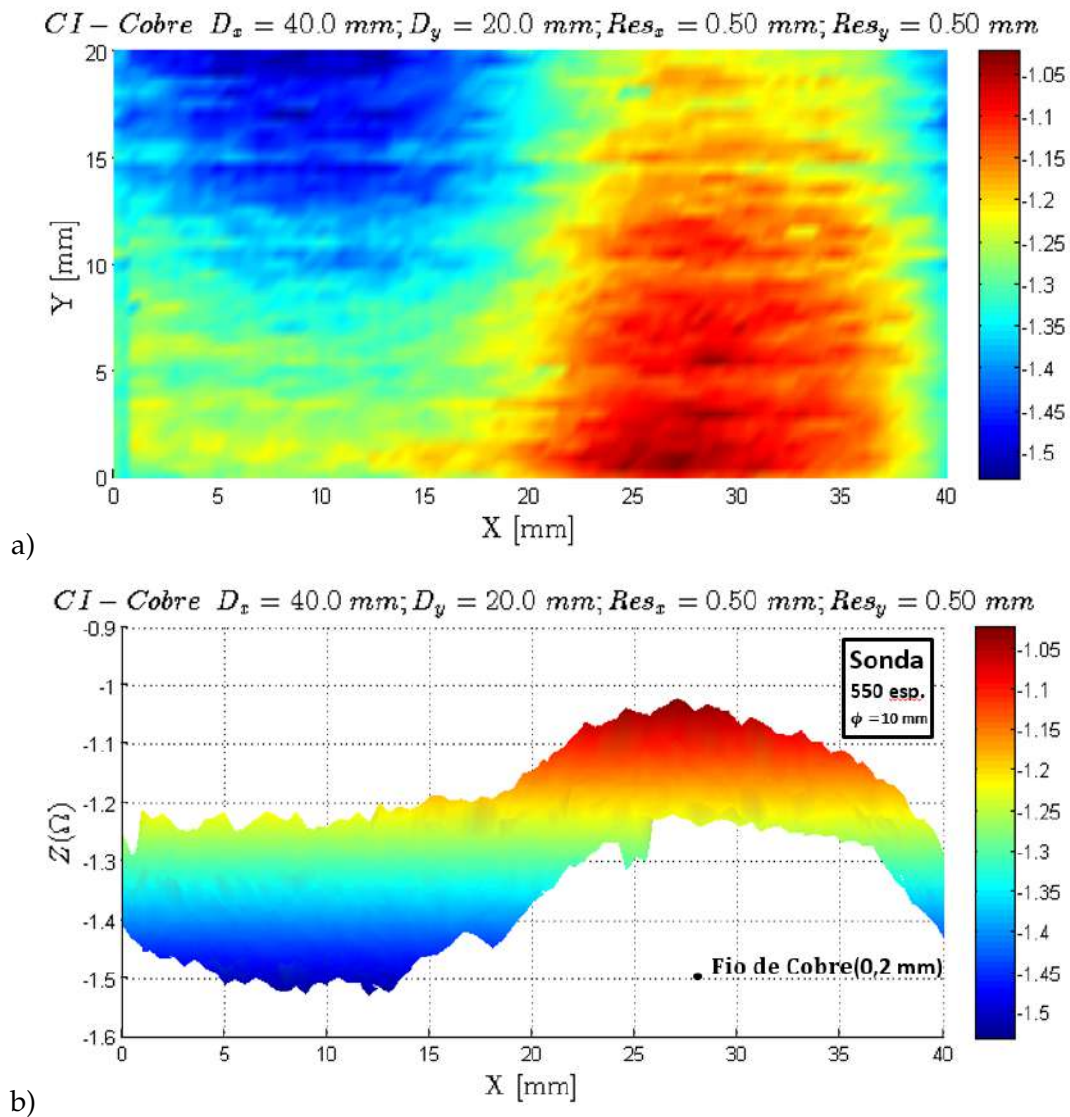 CI − Cobre D_x = 40.0 mm; D_y = 20.0 mm; Res_x = 0.50 mm; Res_y = 0.50 mm
20
15
10
5
0
Y [mm]
0 5 10 15 20 25 30 35 40
X [mm]
-1.05
-1.1
-1.15
-1.2
-1.25
-1.3
-1.35
-1.4
-1.45
-1.5
a)
CI − Cobre D_x = 40.0 mm; D_y = 20.0 mm; Res_x = 0.50 mm; Res_y = 0.50 mm
-0.9
-1
-1.1
-1.2
-1.3
-1.4
-1.5
-1.6
Z(Ω)
Sonda
550 esp.
ϕ = 10 mm
Fio de Cobre(0,2 mm)
0 5 10 15 20 25 30 35 40
X [mm]
-1.05
-1.1
-1.15
-1.2
-1.25
-1.3
-1.35
-1.4
-1.45
-1.5
b)